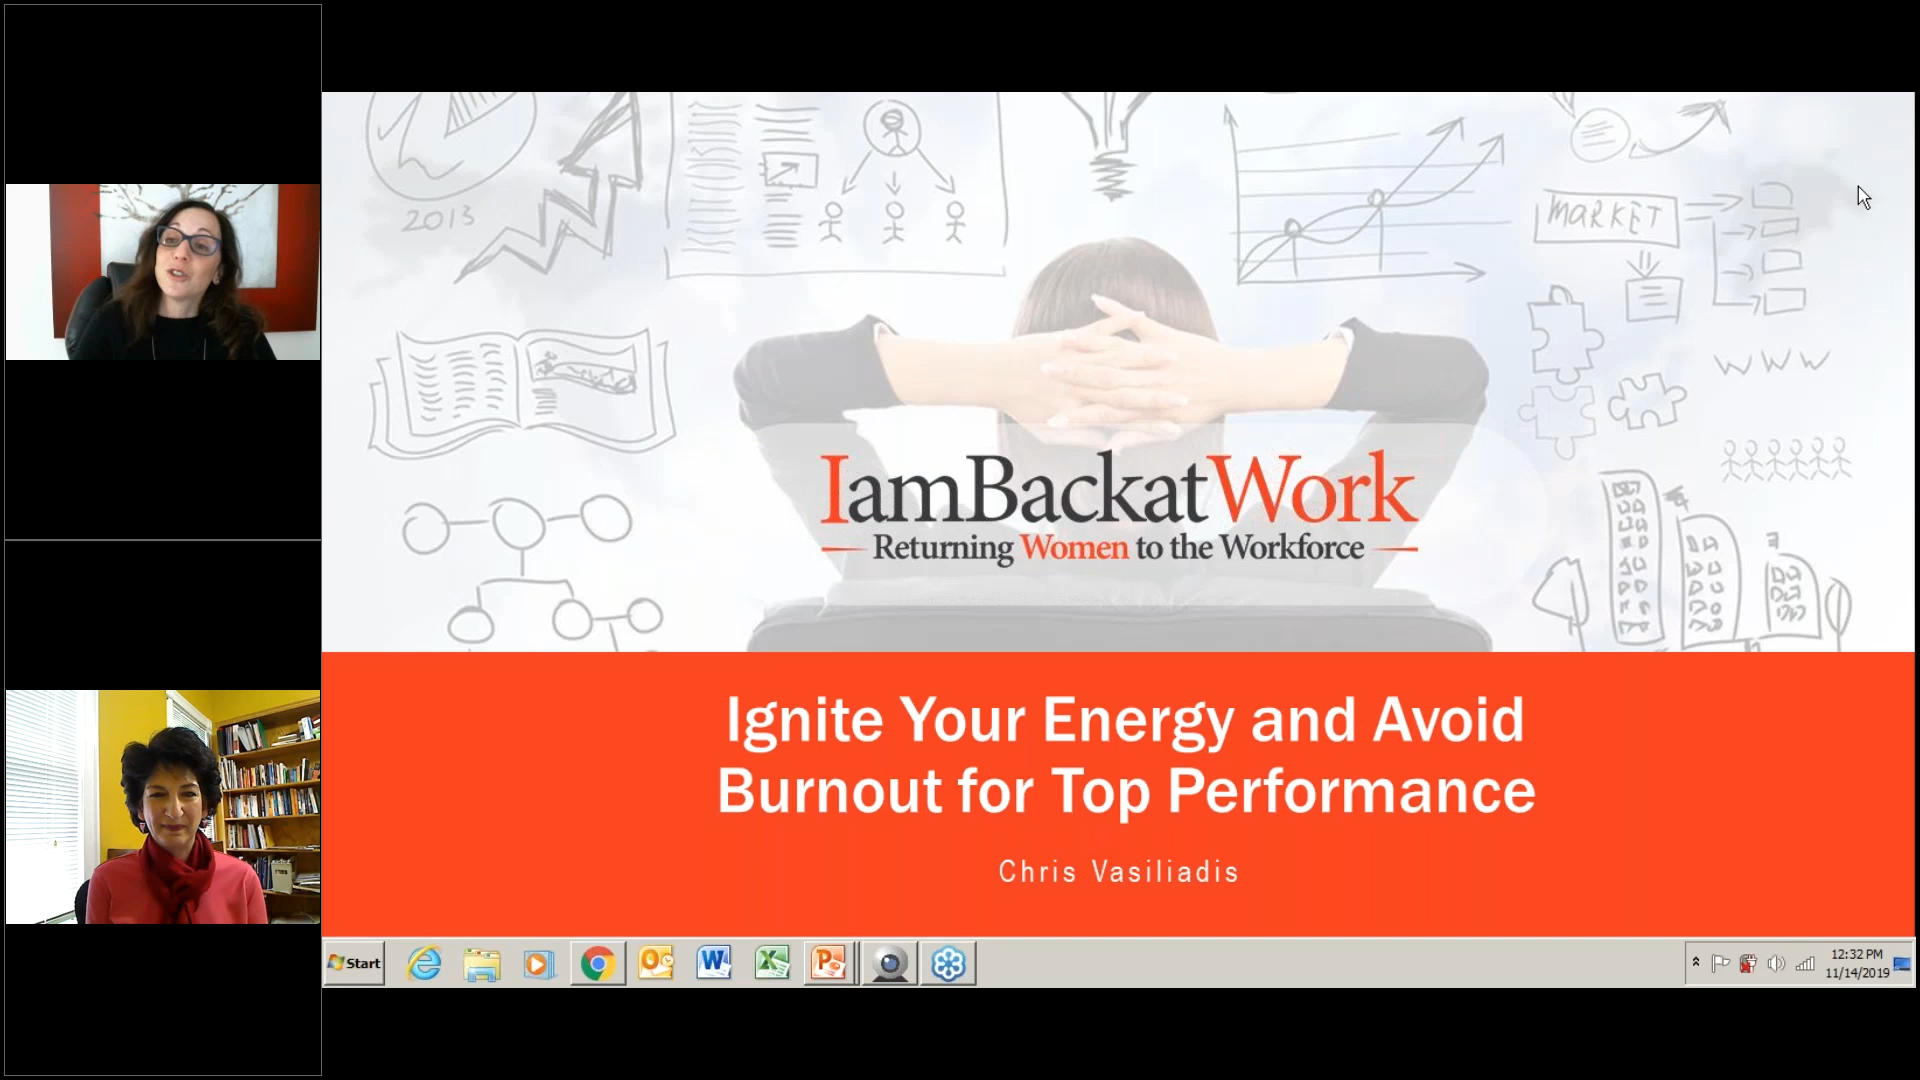 2013
MARKET
WWW
IamBackatWork
Returning Women to the Workforce
Ignite Your Energy and Avoid
Burnout for Top Performance
Chris Vasiliadis
Start
12:32 PM
11/14/2019